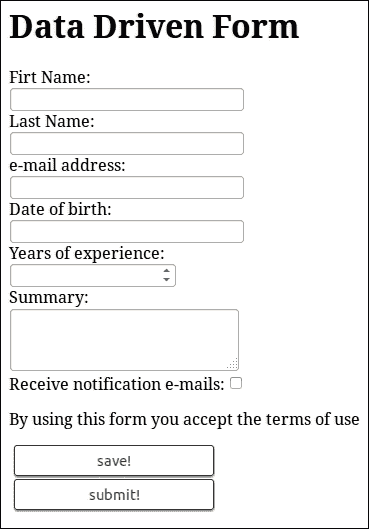 Data Driven Form
Firt Name:
Last Name:
e-mail address:
Date of birth:
Years of experience:
Summary:
Receive notification e-mails:
By using this form you accept the terms of use
save!
submit!